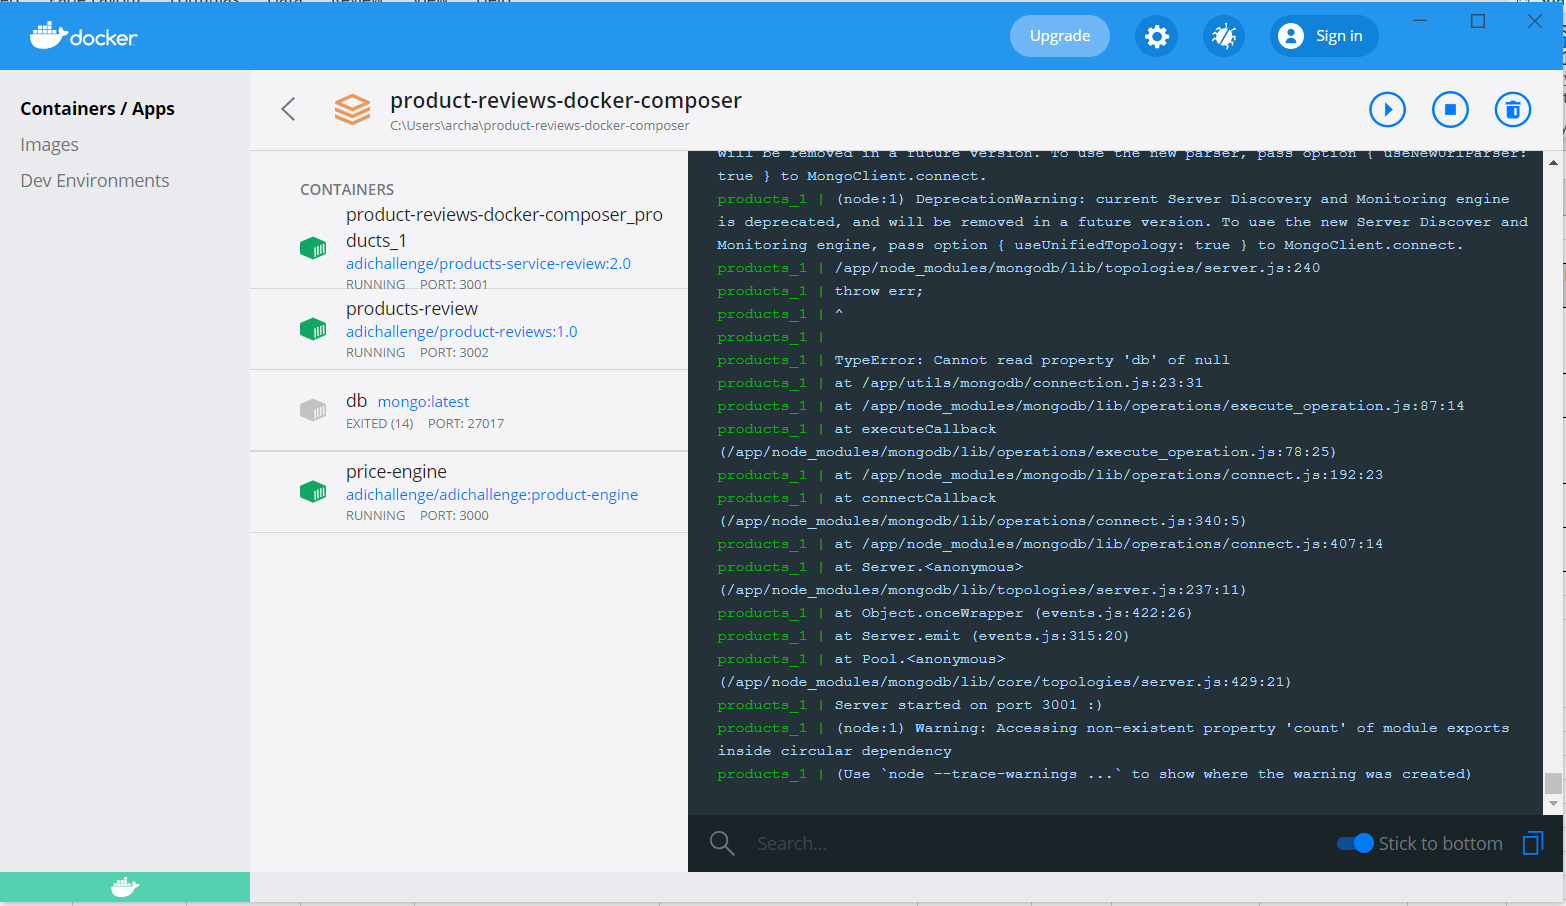 docker
Upgrade
Sign in
Containers / Apps
Images
Dev Environments
product-reviews-docker-composer
C:\Users\archa\product-reviews-docker-composer
CONTAINERS
product-reviews-docker-composer_pro
ducts_1
adichallenge/products-service-review:2.0
RUNNING PORT: 3001
products-review
adichallenge/product-reviews:1.0
RUNNING PORT: 3002
db mongo:latest
EXITED (14) PORT: 27017
price-engine
adichallenge/adichallenge:product-engine
RUNNING PORT: 3000
will be removed in a future version. To use the new parser, pass option { useNewUrlParser:
true } to MongoClient.connect.
products_1 | (node:1) DeprecationWarning: current Server Discovery and Monitoring engine
is deprecated, and will be removed in a future version. To use the new Server Discover and
Monitoring engine, pass option { useUnifiedTopology: true } to MongoClient.connect.
products_1 | /app/node_modules/mongodb/lib/topologies/server.js:240
products_1 | throw err;
products_1 | ^
products_1 |
products_1 | TypeError: Cannot read property 'db' of null
products_1 | at /app/utils/mongodb/connection.js:23:31
products_1 | at /app/node_modules/mongodb/lib/operations/execute_operation.js:87:14
products_1 | at executeCallback
(/app/node_modules/mongodb/lib/operations/execute_operation.js:78:25)
products_1 | at /app/node_modules/mongodb/lib/operations/connect.js:192:23
products_1 | at connectCallback
(/app/node_modules/mongodb/lib/operations/connect.js:340:5)
products_1 | at /app/node_modules/mongodb/lib/operations/connect.js:407:14
products_1 | at Server.<anonymous>
(/app/node_modules/mongodb/lib/topologies/server.js:237:11)
products_1 | at Object.onceWrapper (events.js:422:26)
products_1 | at Server.emit (events.js:315:20)
products_1 | at Pool.<anonymous>
(/app/node_modules/mongodb/lib/core/topologies/server.js:429:21)
products_1 | Server started on port 3001 :)
products_1 | (node:1) Warning: Accessing non-existent property 'count' of module exports
inside circular dependency
products_1 | (Use `node --trace-warnings ...` to show where the warning was created)
Search...
Stick to bottom